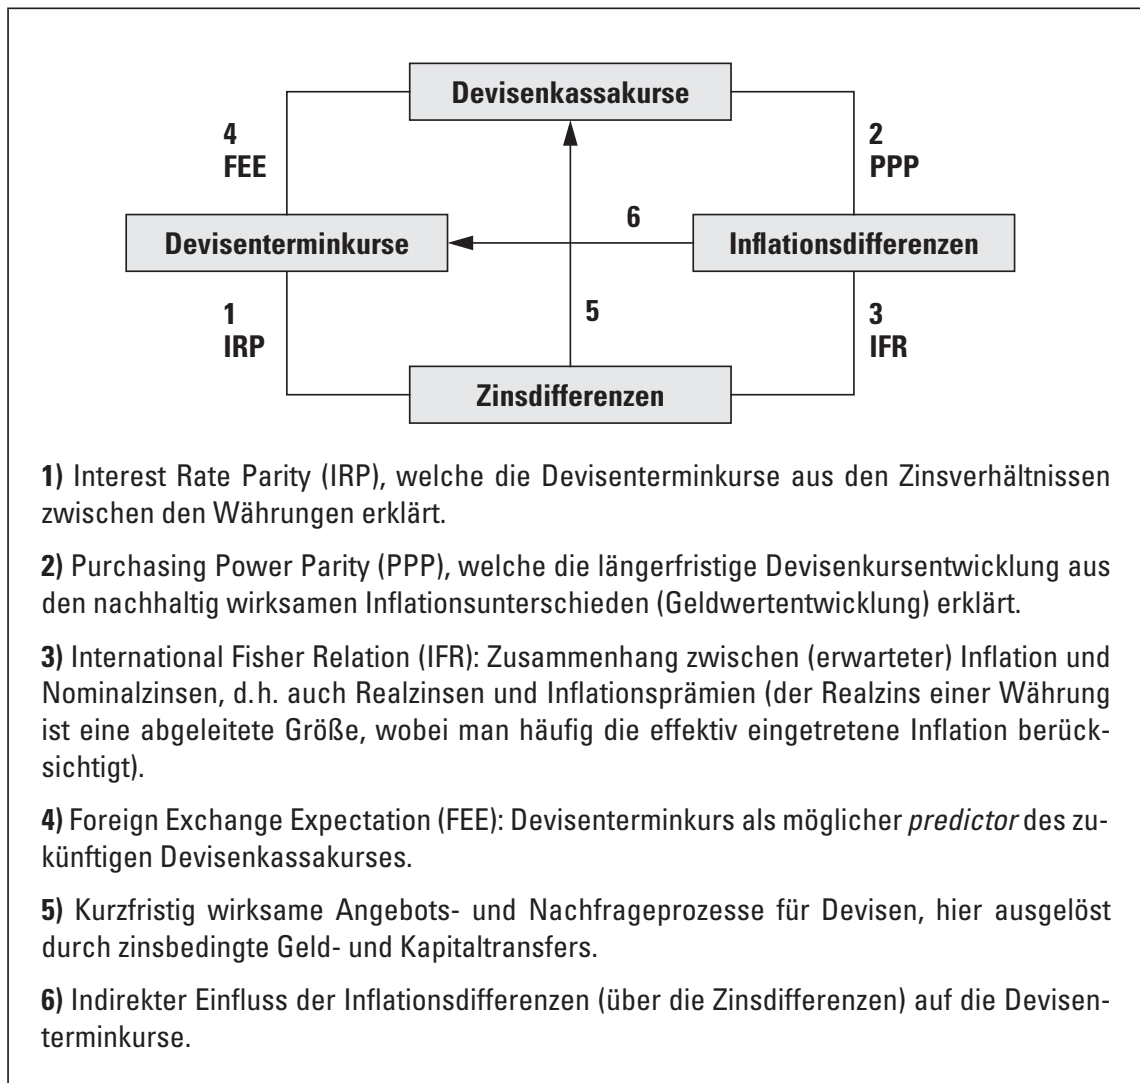 Devisenkassakurse
4
FEE
2
PPP
6
Devisenterminkurse
Inflationsdifferenzen
1
IRP
5
3
IFR
Zinsdifferenzen
1) Interest Rate Parity (IRP), welche die Devisenterminkurse aus den Zinsverhältnissen
zwischen den Währungen erklärt.
2) Purchasing Power Parity (PPP), welche die längerfristige Devisenkursentwicklung aus
den nachhaltig wirksamen Inflationsunterschieden (Geldwertentwicklung) erklärt.
3) International Fisher Relation (IFR): Zusammenhang zwischen (erwarteter) Inflation und
Nominalzinsen, d.h. auch Realzinsen und Inflationsprämien (der Realzins einer Währung
ist eine abgeleitete Größe, wobei man häufig die effektiv eingetretene Inflation berück-
sichtigt).
4) Foreign Exchange Expectation (FEE): Devisenterminkurs als möglicher predictor des zu-
künftigen Devisenkassakurses.
5) Kurzfristig wirksame Angebots- und Nachfrageprozesse für Devisen, hier ausgelöst
durch zinsbedingte Geld- und Kapitaltransfers.
6) Indirekter Einfluss der Inflationsdifferenzen (über die Zinsdifferenzen) auf die Devisen-
terminkurse.